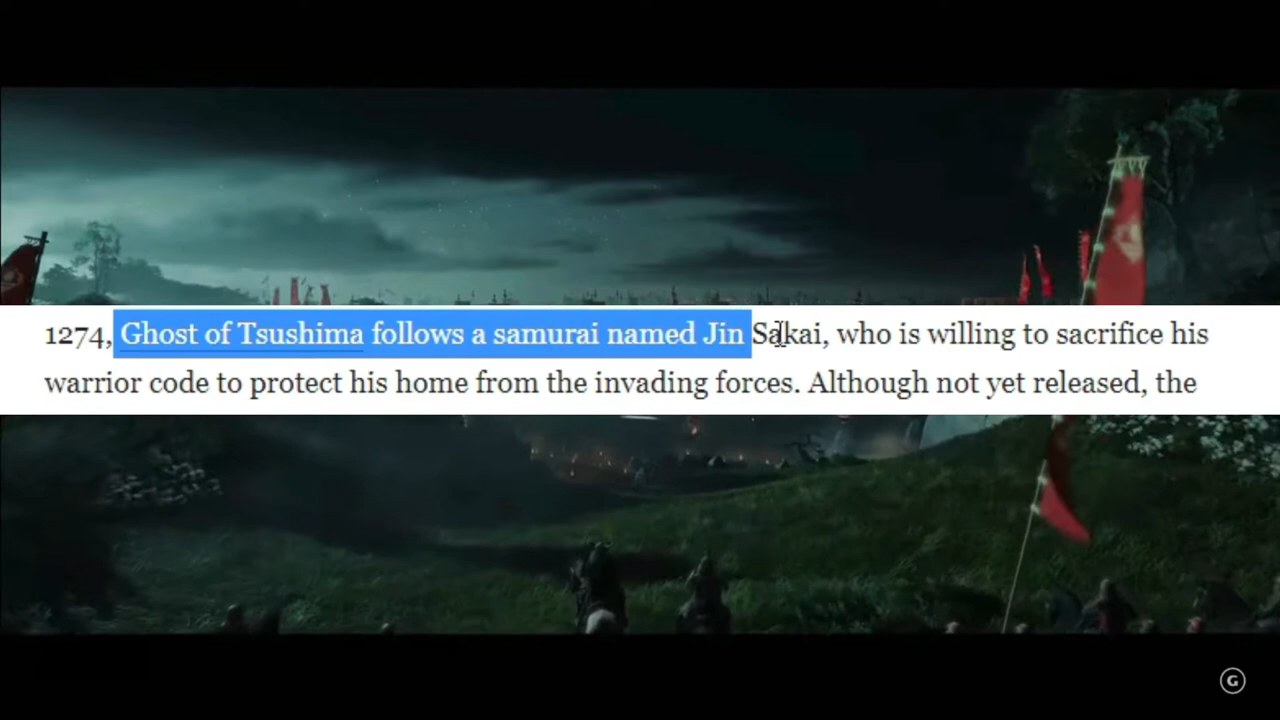 1274, Ghost of Tsushima follows a samurai named Jin Sakai, who is willing to sacrifice his
warrior code to protect his home from the invading forces. Although not yet released, the
G